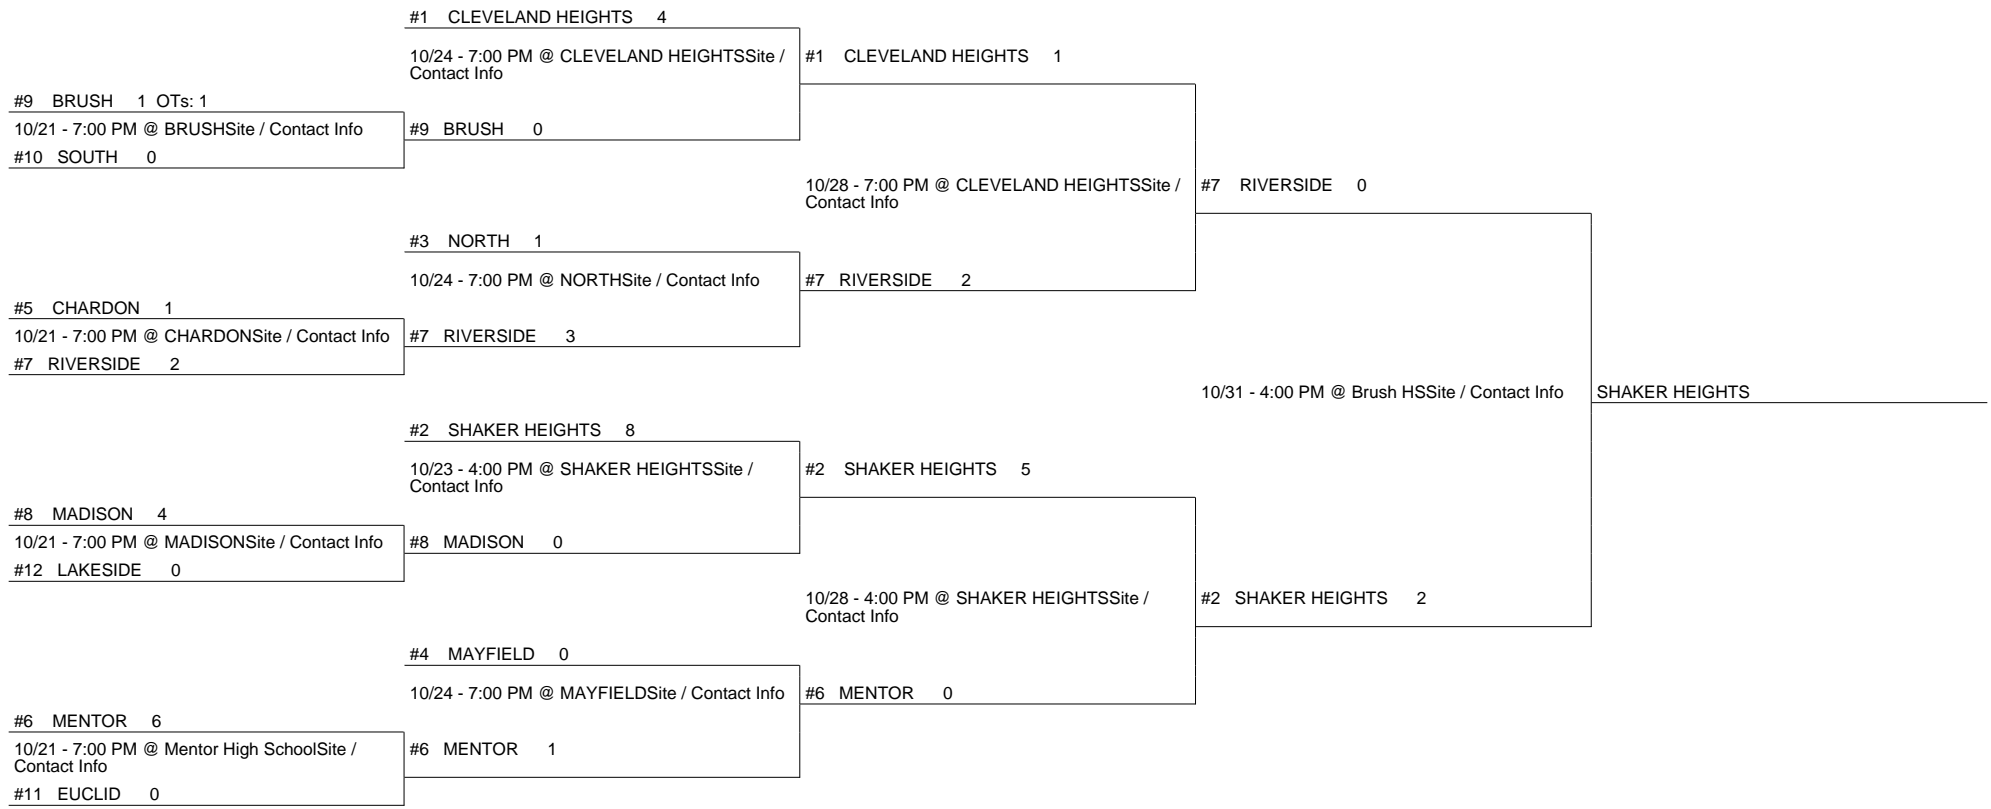 #1 CLEVELAND HEIGHTS 4
10/24 - 7:00 PM @ CLEVELAND HEIGHTSSite /
Contact Info
#9 BRUSH 1 OTs: 1
10/21 - 7:00 PM @ BRUSHSite / Contact Info
#10 SOUTH 0
#9 BRUSH 0
#1 CLEVELAND HEIGHTS 1
10/28 - 7:00 PM @ CLEVELAND HEIGHTSSite /
Contact Info
#7 RIVERSIDE 0
#3 NORTH 1
10/24 - 7:00 PM @ NORTHSite / Contact Info
#7 RIVERSIDE 2
#5 CHARDON 1
10/21 - 7:00 PM @ CHARDONSite / Contact Info
#7 RIVERSIDE 2
#7 RIVERSIDE 3
10/31 - 4:00 PM @ Brush HSSite / Contact Info
SHAKER HEIGHTS
#2 SHAKER HEIGHTS 8
10/23 - 4:00 PM @ SHAKER HEIGHTSSite /
Contact Info
#2 SHAKER HEIGHTS 5
#8 MADISON 4
10/21 - 7:00 PM @ MADISONSite / Contact Info
#12 LAKESIDE 0
#8 MADISON 0
10/28 - 4:00 PM @ SHAKER HEIGHTSSite /
Contact Info
#2 SHAKER HEIGHTS 2
#4 MAYFIELD 0
10/24 - 7:00 PM @ MAYFIELDSite / Contact Info
#6 MENTOR 0
#6 MENTOR 6
10/21 - 7:00 PM @ Mentor High SchoolSite /
Contact Info
#11 EUCLID 0
#6 MENTOR 1